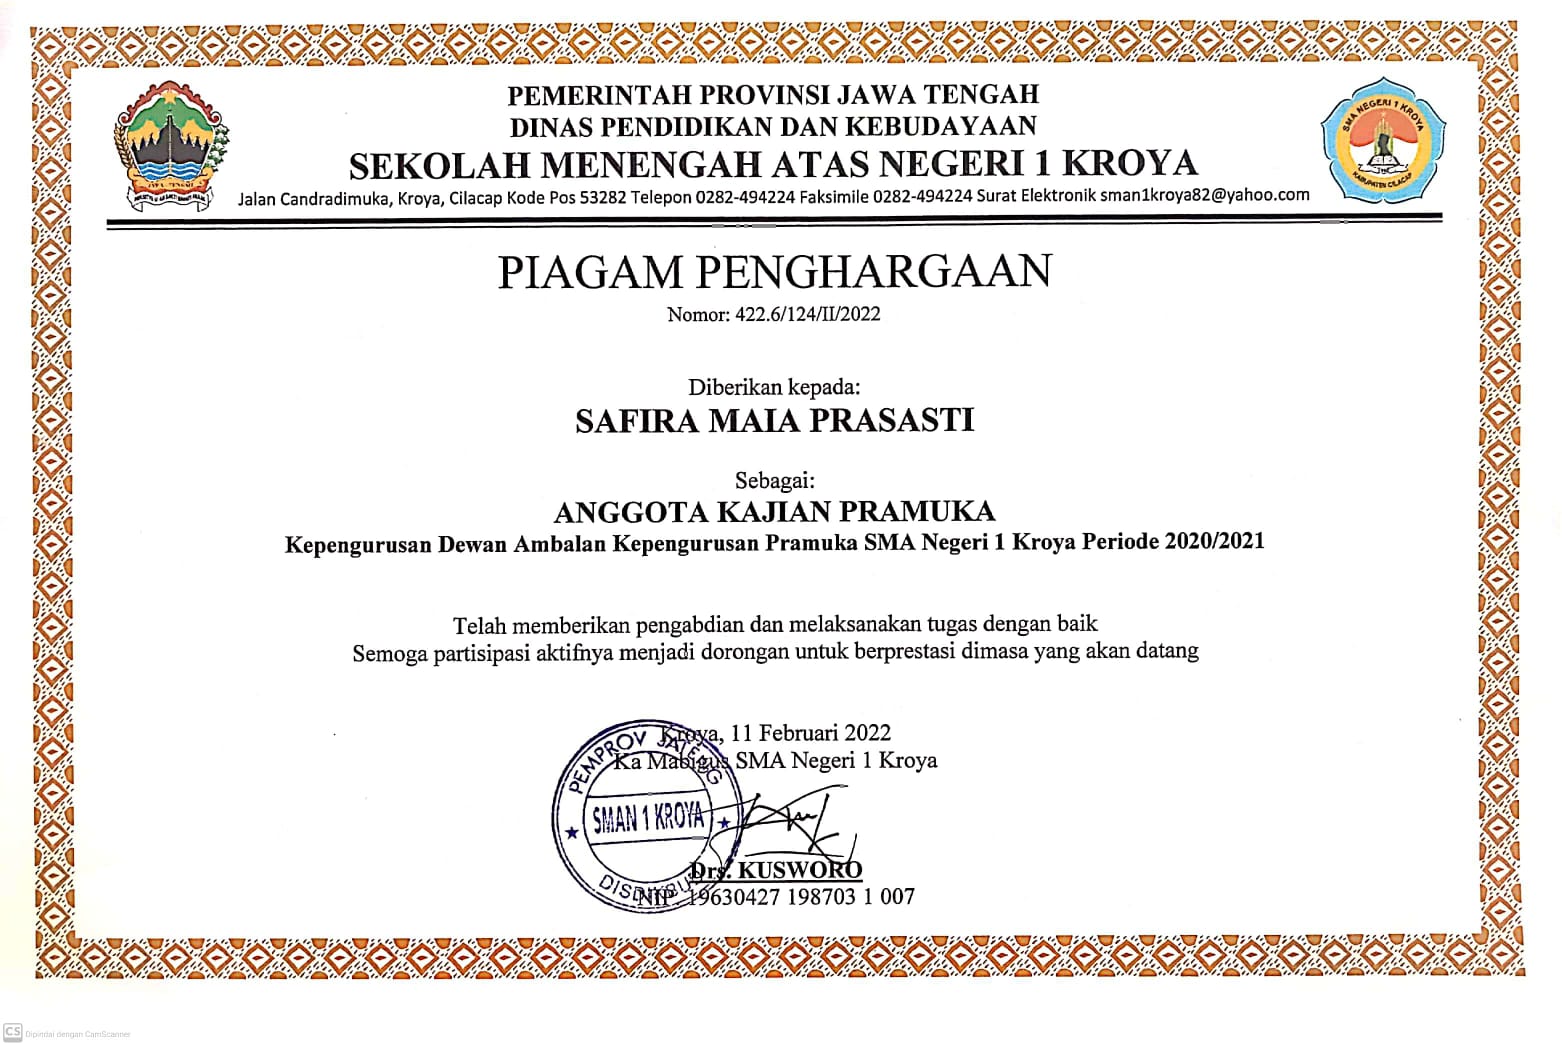 PEMERINTAH PROVINSI JAWA TENGAH
DINAS PENDIDIKAN DAN KEBUDAYAAN
SEKOLAH MENENGAH ATAS NEGERI 1 KROYA
Jalan Candradimuka, Kroya, Cilacap Kode Pos 53282 Telepon 0282-494224 Faksimile 0282-494224 Surat Elektronik sman1kroya82@yahoo.com
JAWA TENGAH
SMA NEGERI 1 KROYA
KABUPATEN CILACAP
PIAGAM PENGHARGAAN
Nomor: 422.6/124/II/2022
Diberikan kepada:
SAFIRA MAIA PRASASTI
Sebagai:
ANGGOTA KAJIAN PRAMUKA
Kepengurusan Dewan Ambalan Kepengurusan Pramuka SMA Negeri 1 Kroya Periode 2020/2021
Telah memberikan pengabdian dan melaksanakan tugas dengan baik
Semoga partisipasi aktifnya menjadi dorongan untuk berprestasi dimasa yang akan datang
Kroya, 11 Februari 2022
Ka Mabigus SMA Negeri 1 Kroya
PEMPROV JATENG
SMAN 1 KROYA
DISDIKBUD
Drs. KUSWORO
NIP. 19630427 198703 1 007
CS Dipindai dengan CamScanner